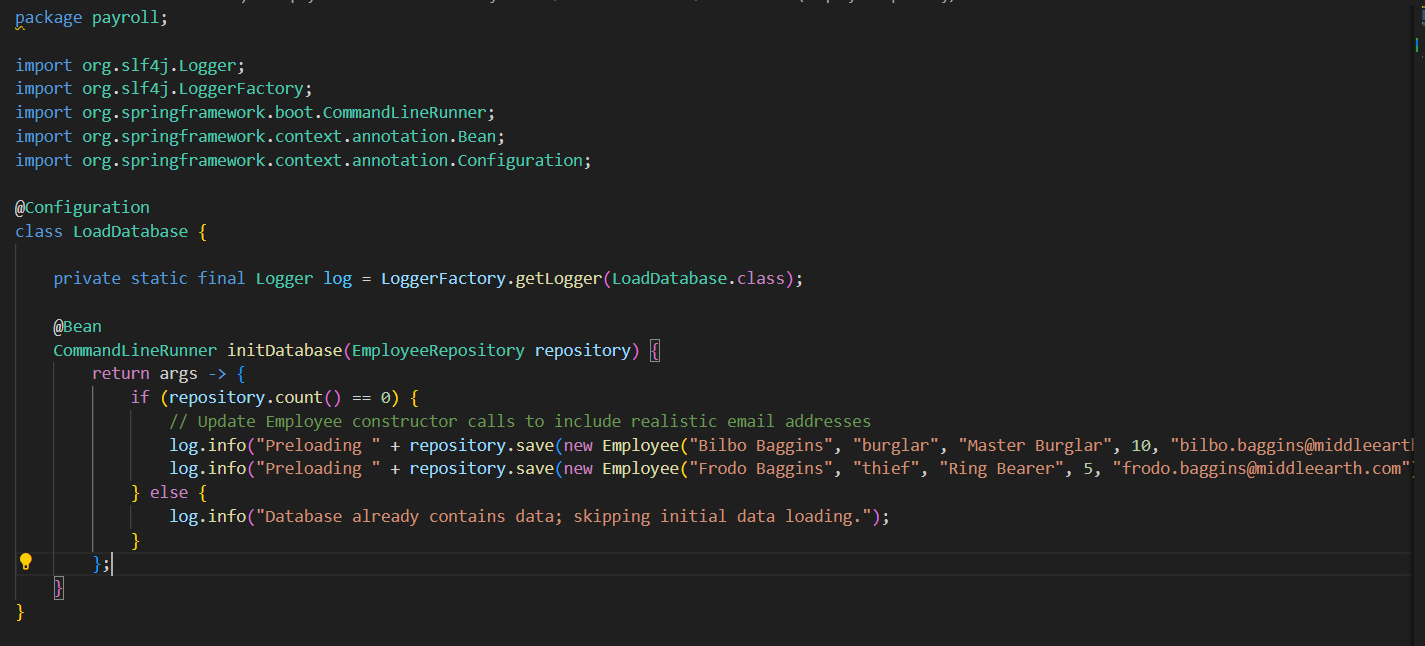 package payroll;
import org.slf4j.Logger;
import org.slf4j.LoggerFactory;
import org.springframework.boot.CommandLineRunner;
import org.springframework.context.annotation.Bean;
import org.springframework.context.annotation.Configuration;
@Configuration
class LoadDatabase {
    private static final Logger log = LoggerFactory.getLogger(LoadDatabase.class);
    @Bean
    CommandLineRunner initDatabase(EmployeeRepository repository) {
        return args -> {
            if (repository.count() == 0) {
                // Update Employee constructor calls to include realistic email addresses
                log.info("Preloading " + repository.save(new Employee("Bilbo Baggins", "burglar", "Master Burglar", 10, "bilbo.baggins@middleearth
                log.info("Preloading " + repository.save(new Employee("Frodo Baggins", "thief", "Ring Bearer", 5, "frodo.baggins@middleearth.com")
            } else {
                log.info("Database already contains data; skipping initial data loading.");
            }
        };
    }
}